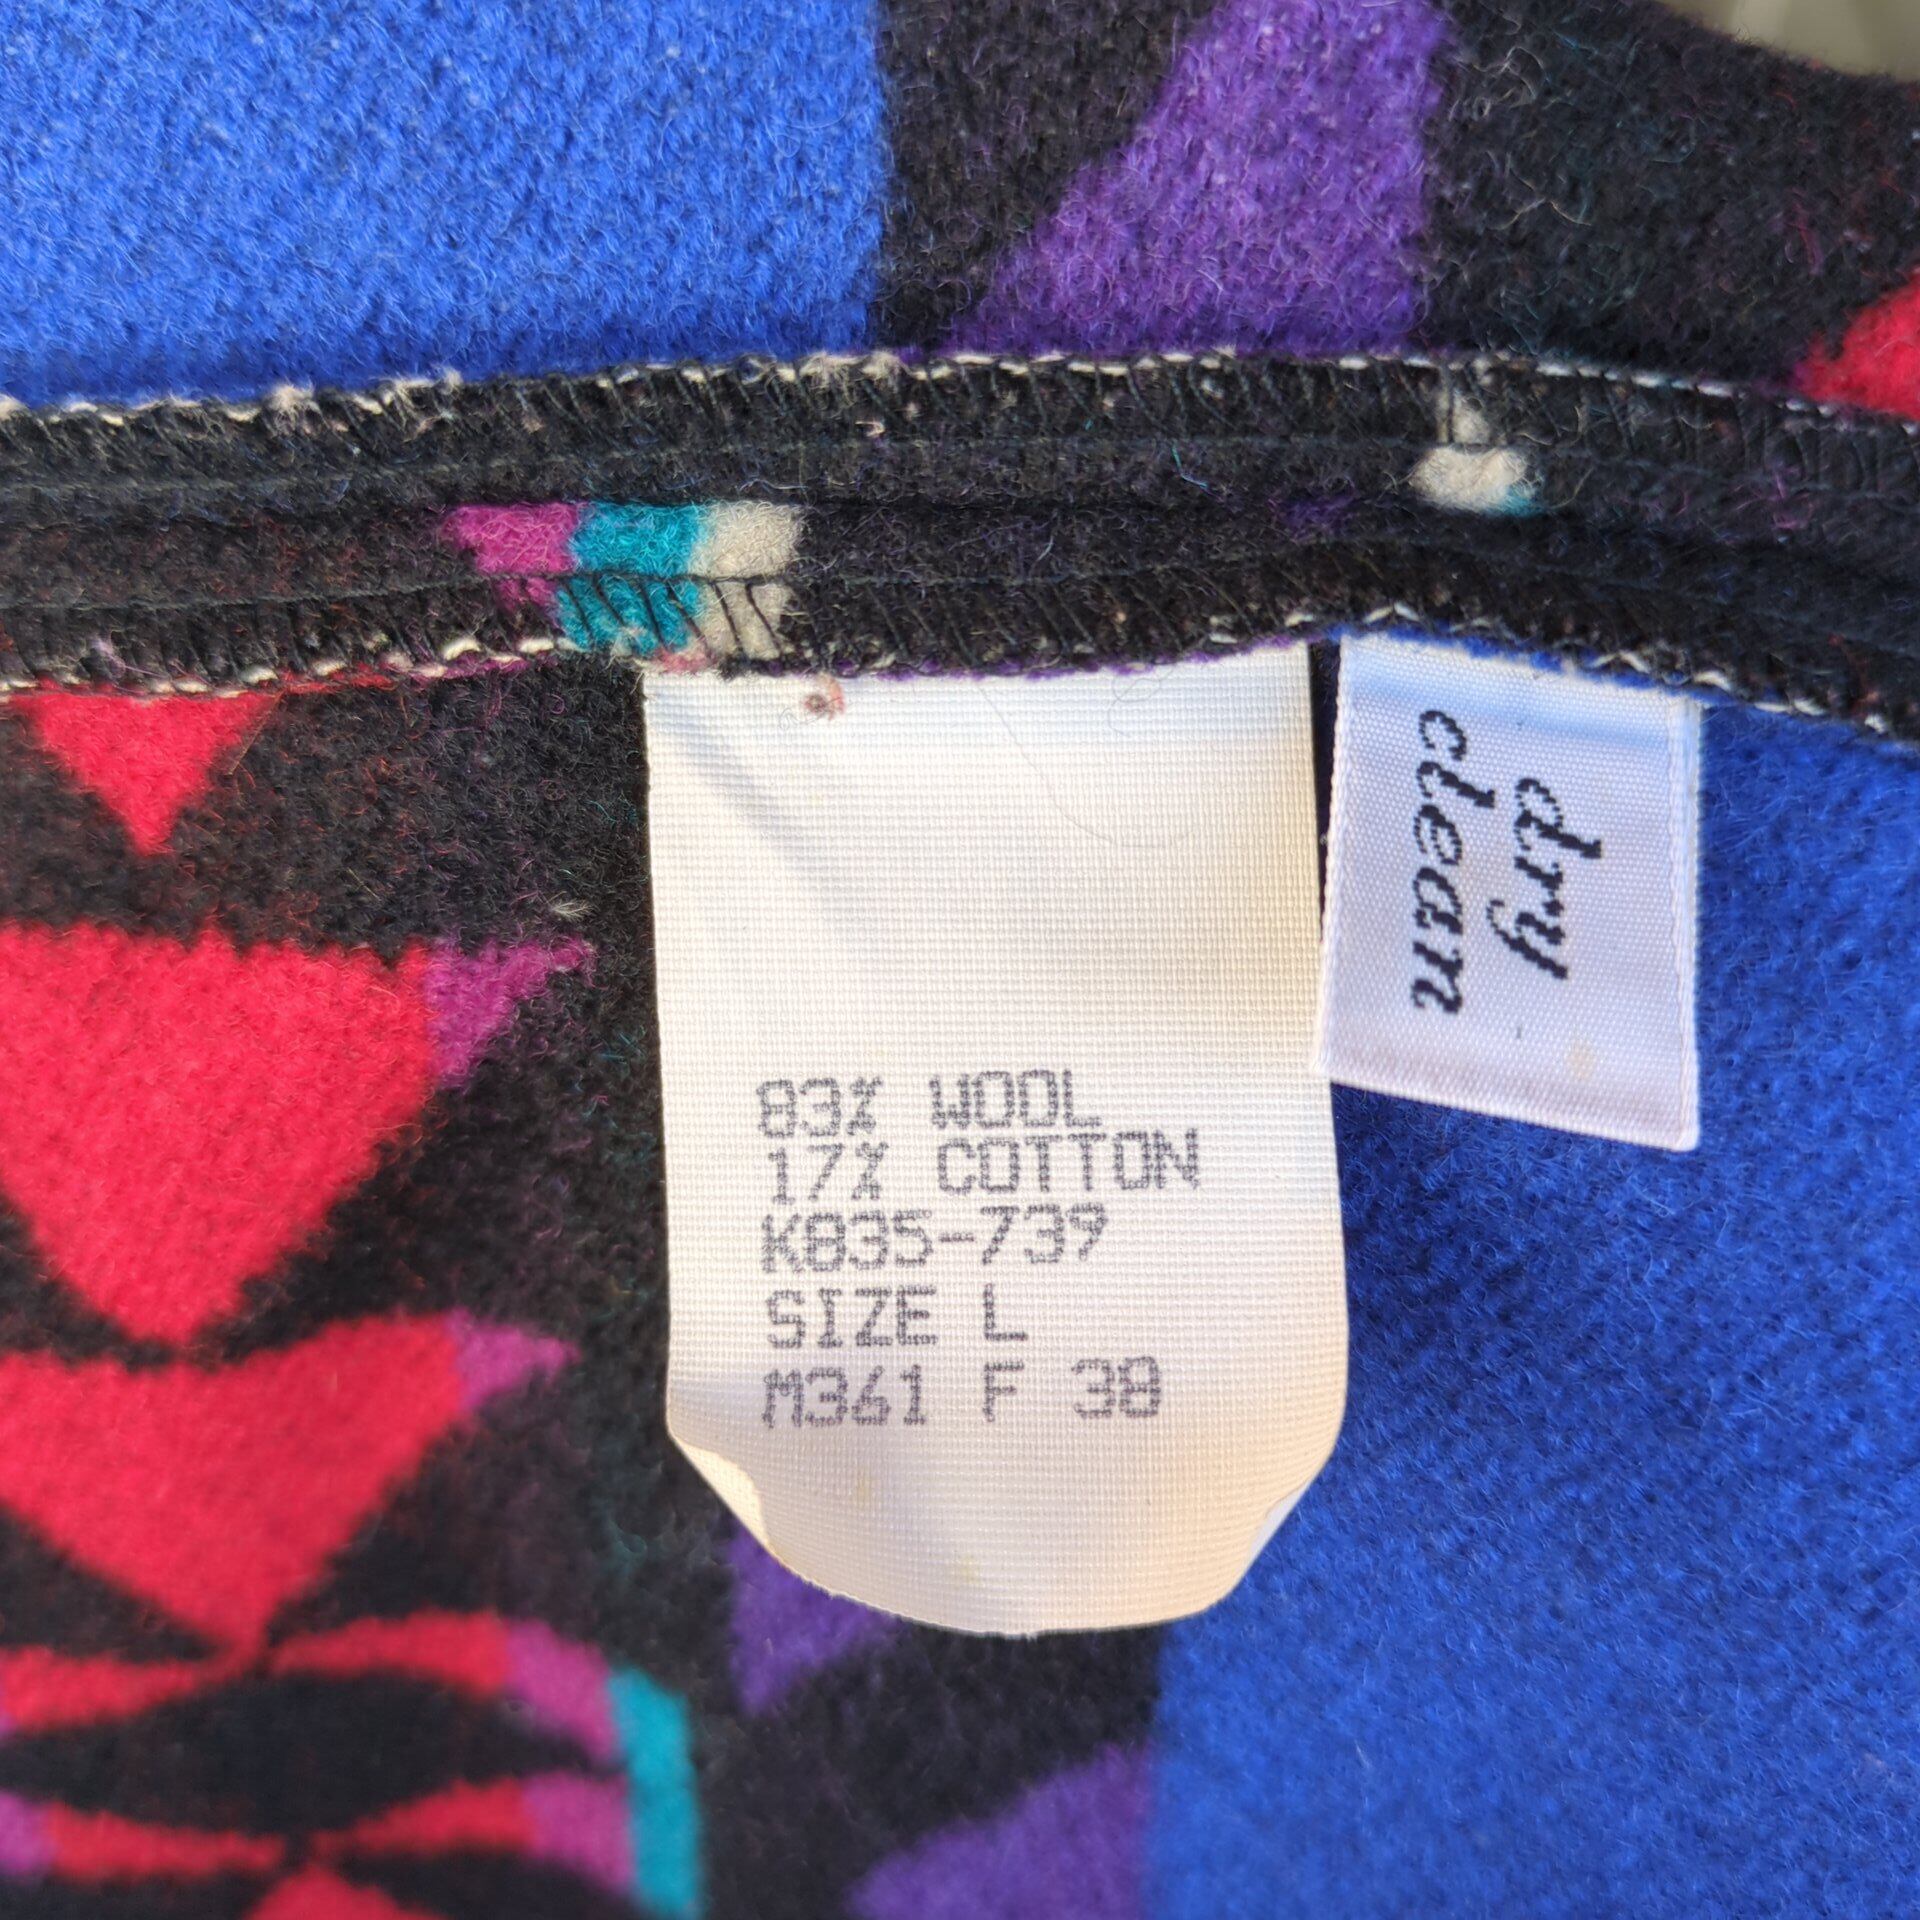 83% WOOL
17% COTTON
K835-739
SIZE L
M361 F 38
dry
clean